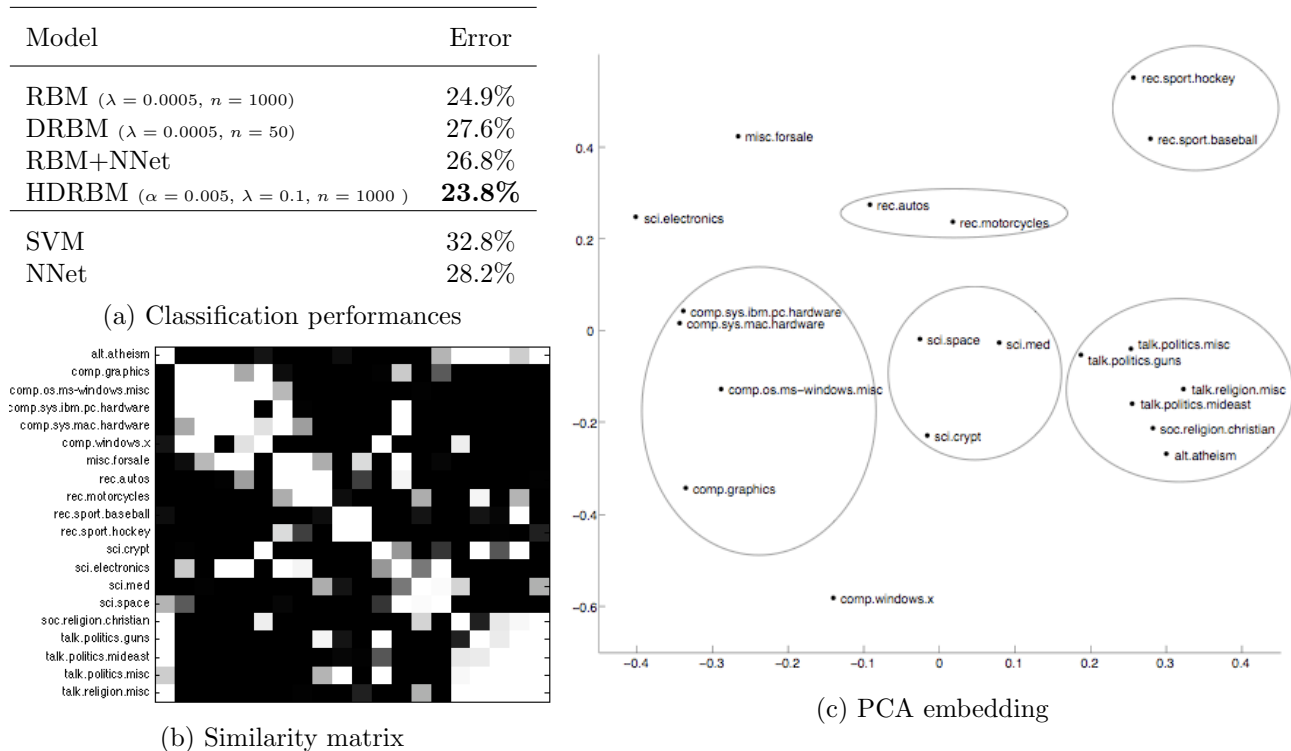 Model Error
RBM (λ = 0.0005, n = 1000) 24.9%
DRBM (λ = 0.0005, n = 50) 27.6%
RBM+NNet 26.8%
HDRBM (α = 0.005, λ = 0.1, n = 1000 ) 23.8%
SVM 32.8%
NNet 28.2%
(a) Classification performances
alt.atheism
comp.graphics
comp.os.ms-windows.misc
comp.sys.ibm.pc.hardware
comp.sys.mac.hardware
comp.windows.x
misc.forsale
rec.autos
rec.motorcycles
rec.sport.baseball
rec.sport.hockey
sci.crypt
sci.electronics
sci.med
sci.space
soc.religion.christian
talk.politics.guns
talk.politics.mideast
talk.politics.misc
talk.religion.misc
(b) Similarity matrix
0.4
0.2
0
−0.2
−0.4
−0.6
rec.sport.hockey
rec.sport.baseball
misc.forsale
rec.autos
rec.motorcycles
sci.electronics
comp.sys.ibm.pc.hardware
comp.sys.mac.hardware
sci.space
sci.med
talk.politics.misc
talk.politics.guns
comp.os.ms-windows.misc
talk.religion.misc
talk.politics.mideast
soc.religion.christian
sci.crypt
alt.atheism
comp.graphics
comp.windows.x
−0.4 −0.3 −0.2 −0.1 0 0.1 0.2 0.3 0.4
(c) PCA embedding